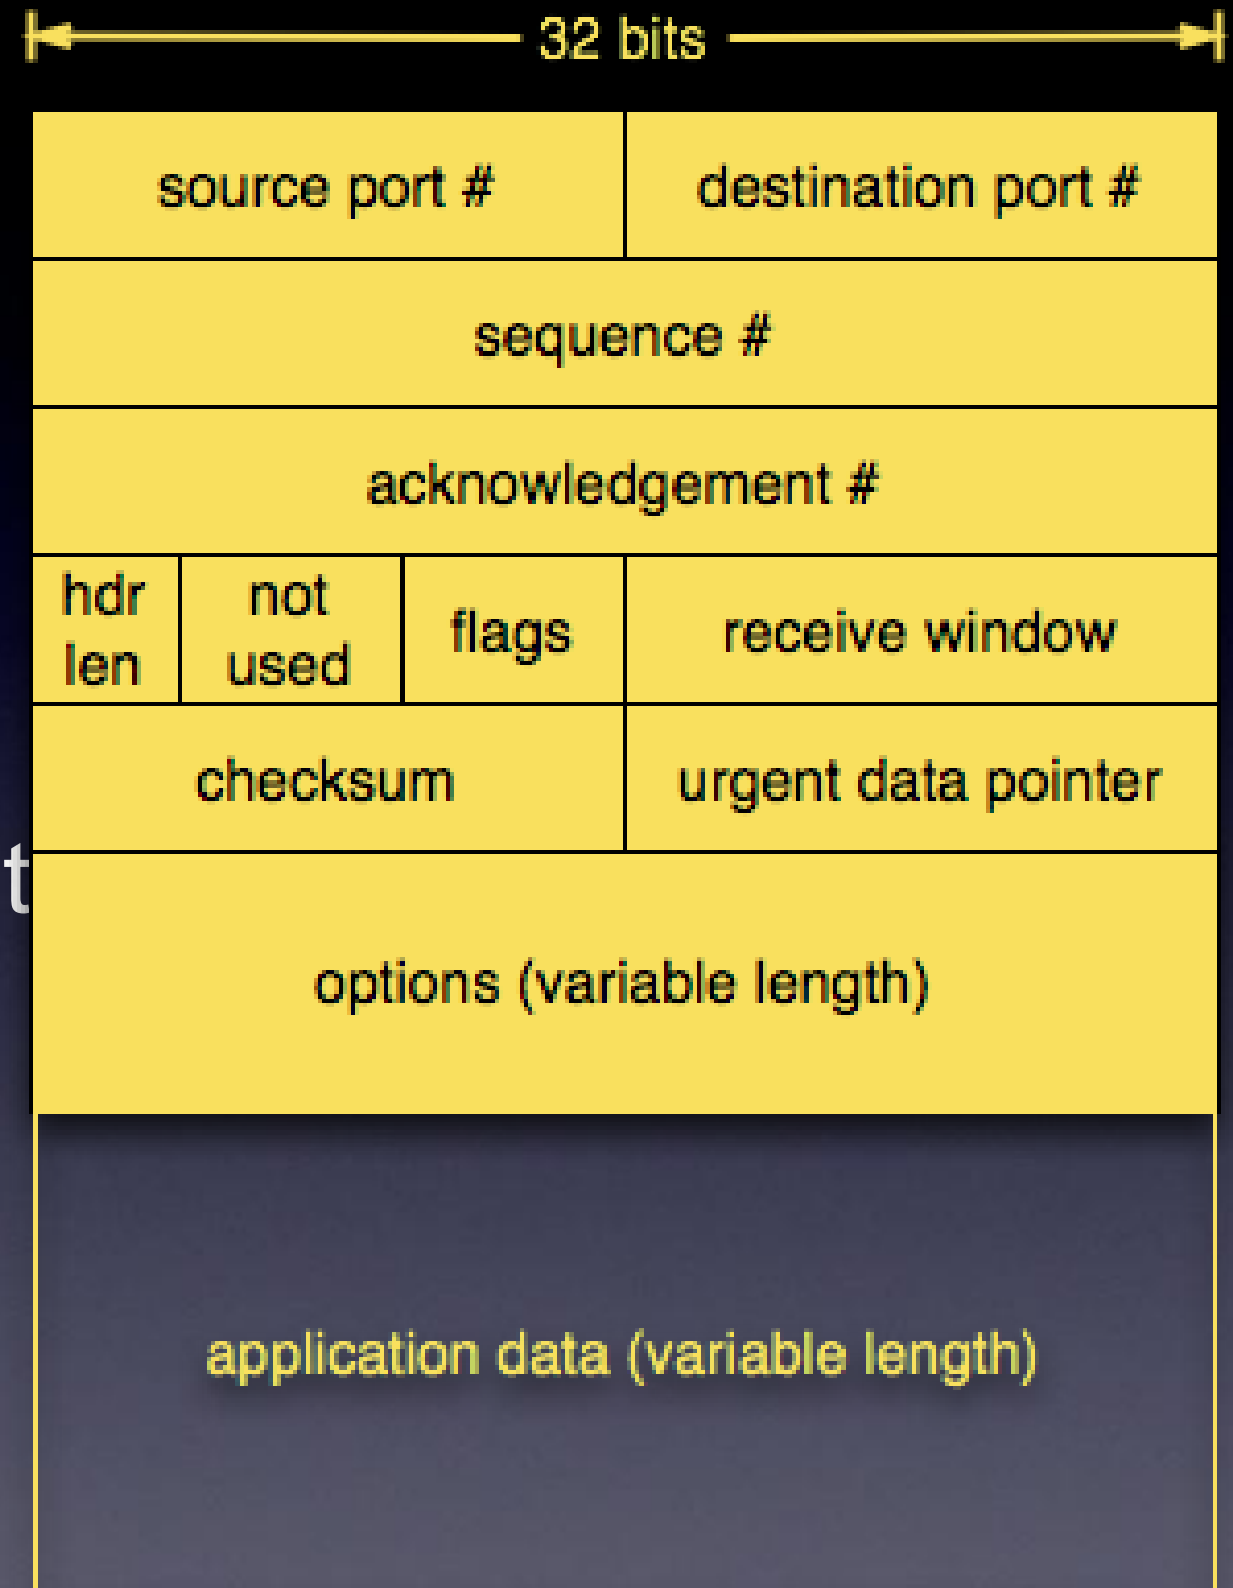 32 bits
source port #
destination port #
sequence #
acknowledgement #
hdr
len
not
used
flags
receive window
checksum
urgent data pointer
t
options (variable length)
application data (variable length)